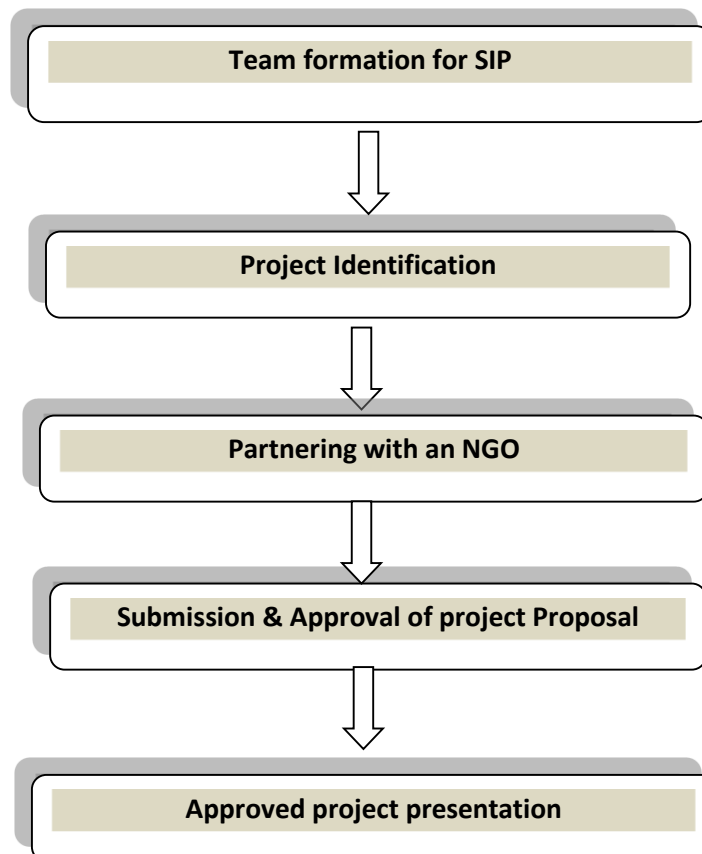 Team formation for SIP
Project Identification
Partnering with an NGO
Submission & Approval of project Proposal
Approved project presentation